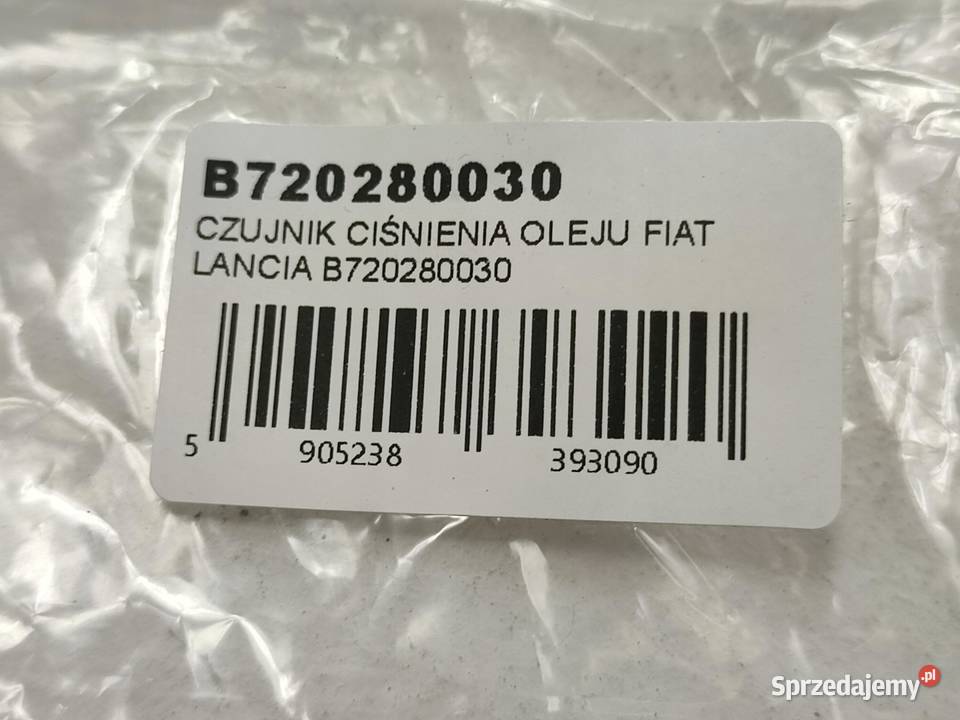 B720280030
CZUJNIK CIŚNIENIA OLEJU FIAT
LANCIA B720280030
5 905238 393090
Sprzedajemy.pl